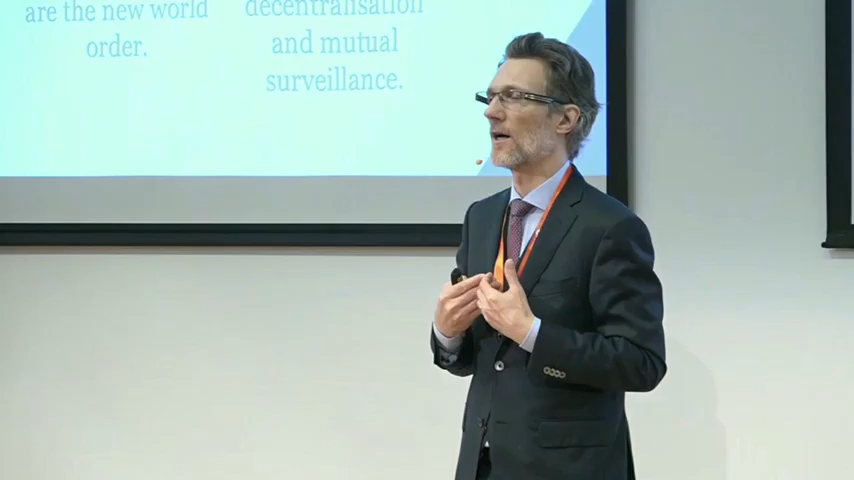 are the new world
order.
decentralisation
and mutual
surveillance.